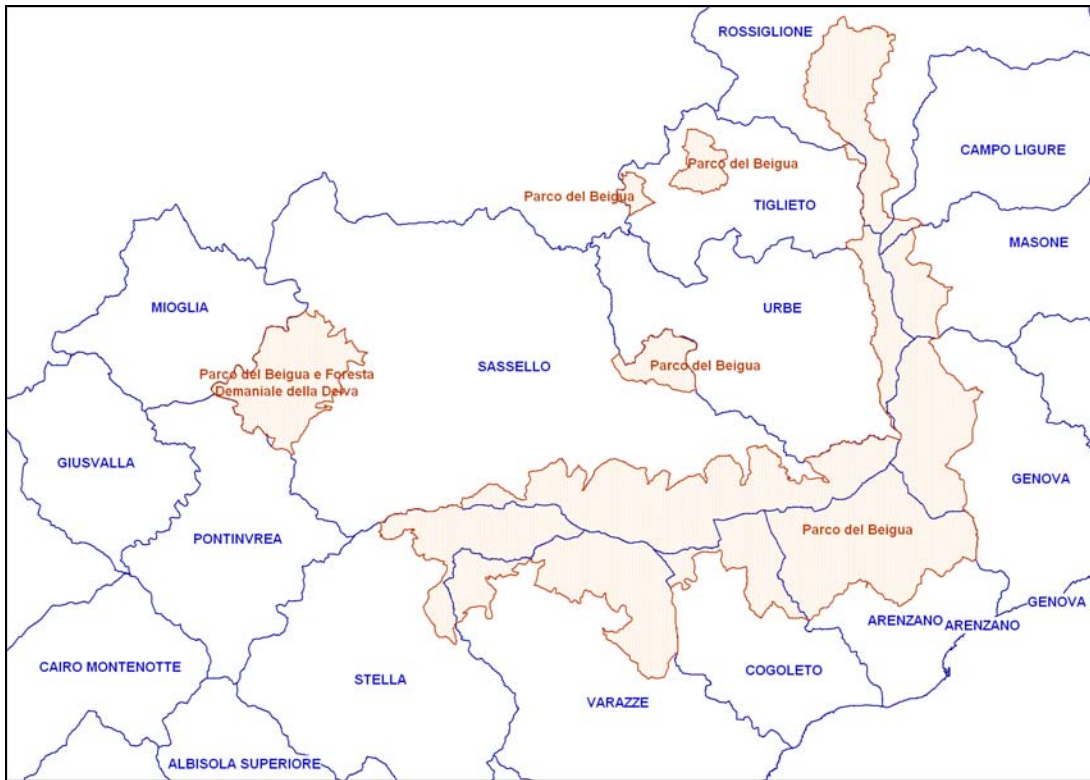 ROSSIGLIONE
CAMPO LIGURE
Parco del Beigua
Parco del Beigua
TIGLIETO
MASONE
MIOGLIA
URBE
SASSELLO
Parco del Beigua
Parco del Beigua e Foresta
Demaniale della Derva
GIUSVALLA
GENOVA
Parco del Beigua
PONTINVREA
GENOVA
ARENZANO
ARENZANO
CAIRO MONTENOTTE
COGOLETO
STELLA
VARAZZE
ALBISOLA SUPERIORE